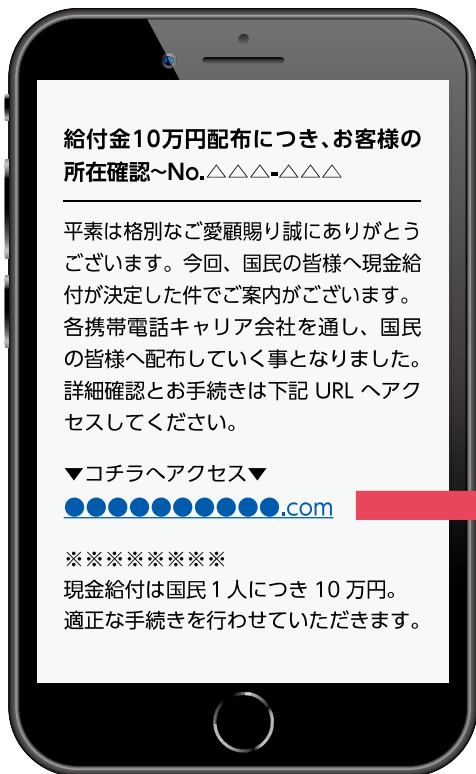 給付金10万円配布につき、お客様の
所在確認~No.△△△-△△△
平素は格別なご愛顧賜り誠にありがとう
ございます。今回、国民の皆様へ現金給
付が決定した件でご案内がございます。
各携帯電話キャリア会社を通し、国民
の皆様へ配布していく事となりました。
詳細確認とお手続きは下記 URL へアク
セスしてください。
▼コチラへアクセス▼
●●●●●●●●●●.com
※※※※※※※※
現金給付は国民1人につき 10 万円。
適正な手続きを行わせていただきます。